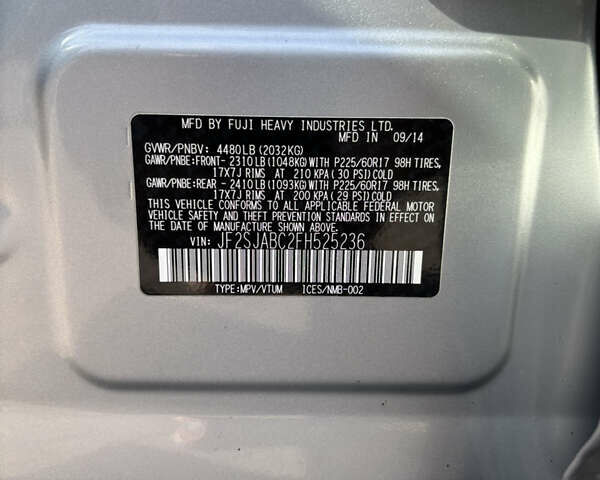 MFD BY FUJI HEAVY INDUSTRIES LTD.
MFD IN 09/14
GVWR/PNBV: 4480LB (2032KG)
GAWR/PNBE:FRONT- 2310LB(1048KG)WITH P225/60R17 98H TIRES,
17X7J RIMS AT 210 KPA(30 PSI)COLD
GAWR/PNBE:REAR - 2410LB(1093KG)WITH P225/60R17 98H TIRES,
17X7J RIMS AT 200 KPA(29 PSI)COLD
THIS VEHICLE CONFORMS TO ALL APPLICABLE FEDERAL MOTOR
VEHICLE SAFETY AND THEFT PREVENTION STANDARDS IN EFFECT
AT THE DATE OF MANUFACTURE SHOWN ABOVE.
VIN: JF2SJABC2FH525236
TYPE:MPV/VTUM ICES/NMB-002